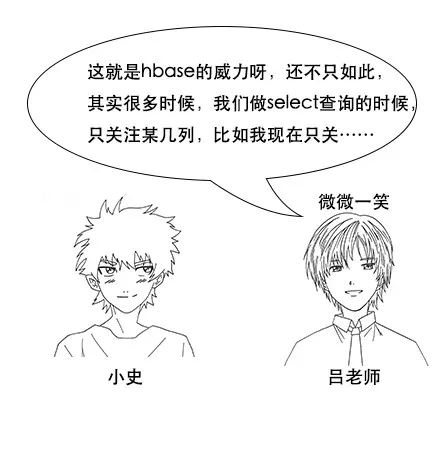 这就是hbase的威力呀，还不只如此，
其实很多时候，我们做select查询的时候，
只关注某几列，比如我现在只关······
微微一笑
小史
吕老师